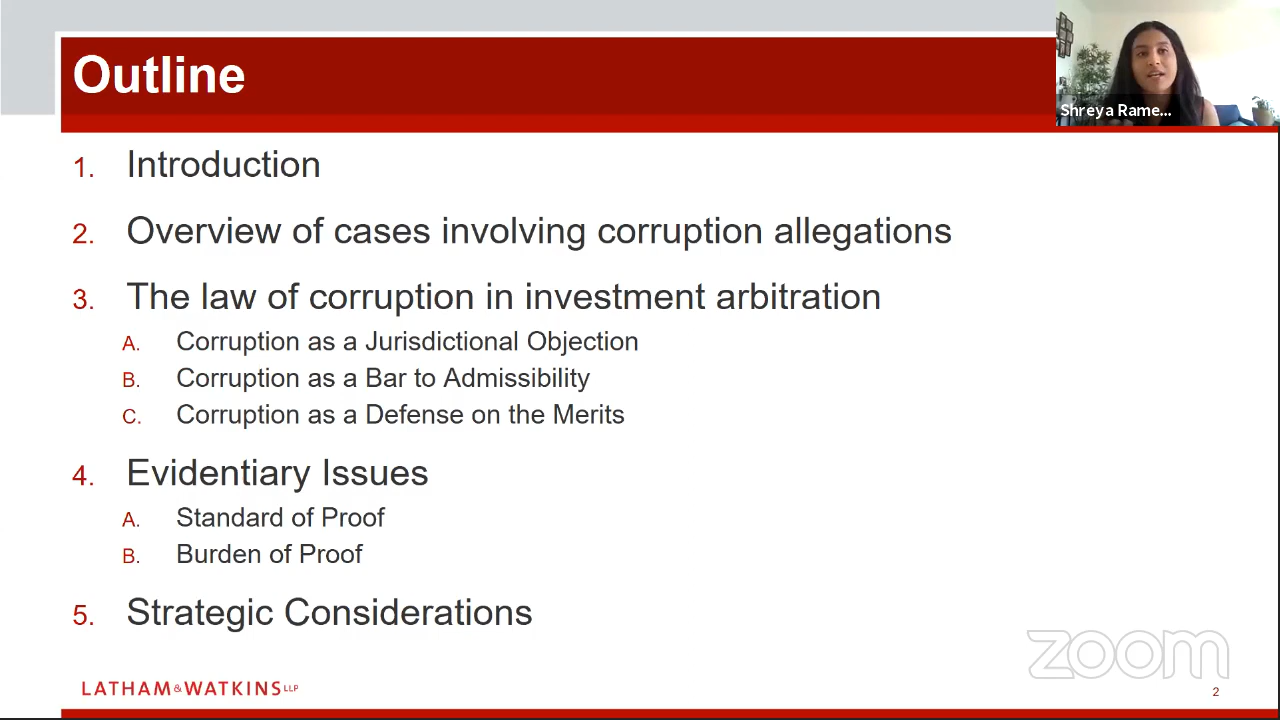 Outline
Shreya Rame...
1. Introduction
2. Overview of cases involving corruption allegations
3. The law of corruption in investment arbitration
A. Corruption as a Jurisdictional Objection
B. Corruption as a Bar to Admissibility
C. Corruption as a Defense on the Merits
4. Evidentiary Issues
A. Standard of Proof
B. Burden of Proof
5. Strategic Considerations
zoom
LATHAM&WATKINS LLP
2